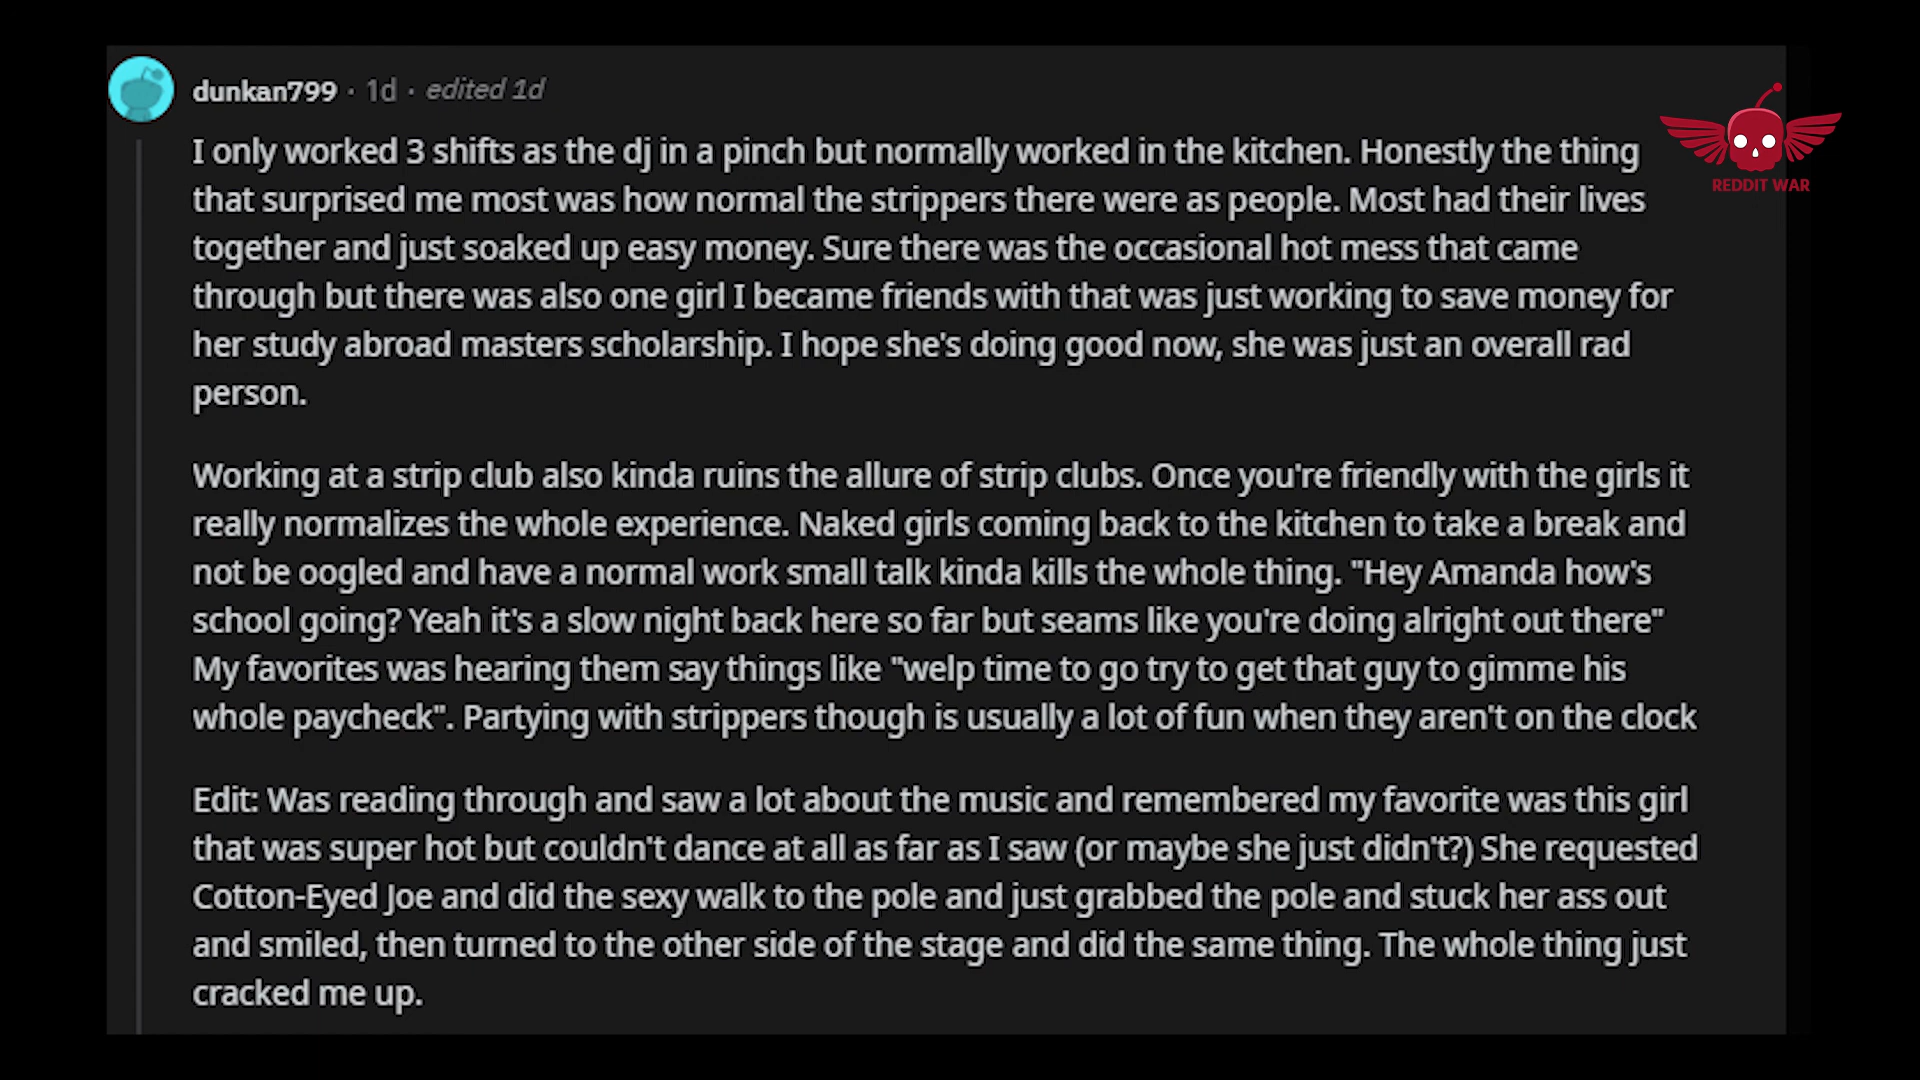 dunkan799 · 1d · edited 1d
I only worked 3 shifts as the dj in a pinch but normally worked in the kitchen. Honestly the thing
that surprised me most was how normal the strippers there were as people. Most had their lives
together and just soaked up easy money. Sure there was the occasional hot mess that came
through but there was also one girl I became friends with that was just working to save money for
her study abroad masters scholarship. I hope she's doing good now, she was just an overall rad
person.
Working at a strip club also kinda ruins the allure of strip clubs. Once you're friendly with the girls it
really normalizes the whole experience. Naked girls coming back to the kitchen to take a break and
not be oogled and have a normal work small talk kinda kills the whole thing. "Hey Amanda how's
school going? Yeah it's a slow night back here so far but seams like you're doing alright out there"
My favorites was hearing them say things like "welp time to go try to get that guy to gimme his
whole paycheck". Partying with strippers though is usually a lot of fun when they aren't on the clock
Edit: Was reading through and saw a lot about the music and remembered my favorite was this girl
that was super hot but couldn't dance at all as far as I saw (or maybe she just didn't?) She requested
Cotton-Eyed Joe and did the sexy walk to the pole and just grabbed the pole and stuck her ass out
and smiled, then turned to the other side of the stage and did the same thing. The whole thing just
cracked me up.
REDDIT WAR